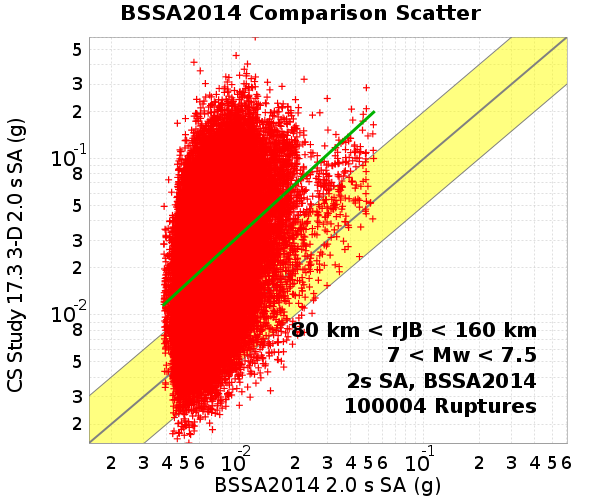 BSSA2014 Comparison Scatter
CS Study 17.3 3-D 2.0 s SA (g)
5
3
2
10-1
8
5
3
2
10-2
8
5
3
2
80 km < rJB < 160 km
7 < Mw < 7.5
2s SA, BSSA2014
100004 Ruptures
2 3 4 5 6 10-2 2 3 4 5 6 10-1 2 3 4 5 6
BSSA2014 2.0 s SA (g)